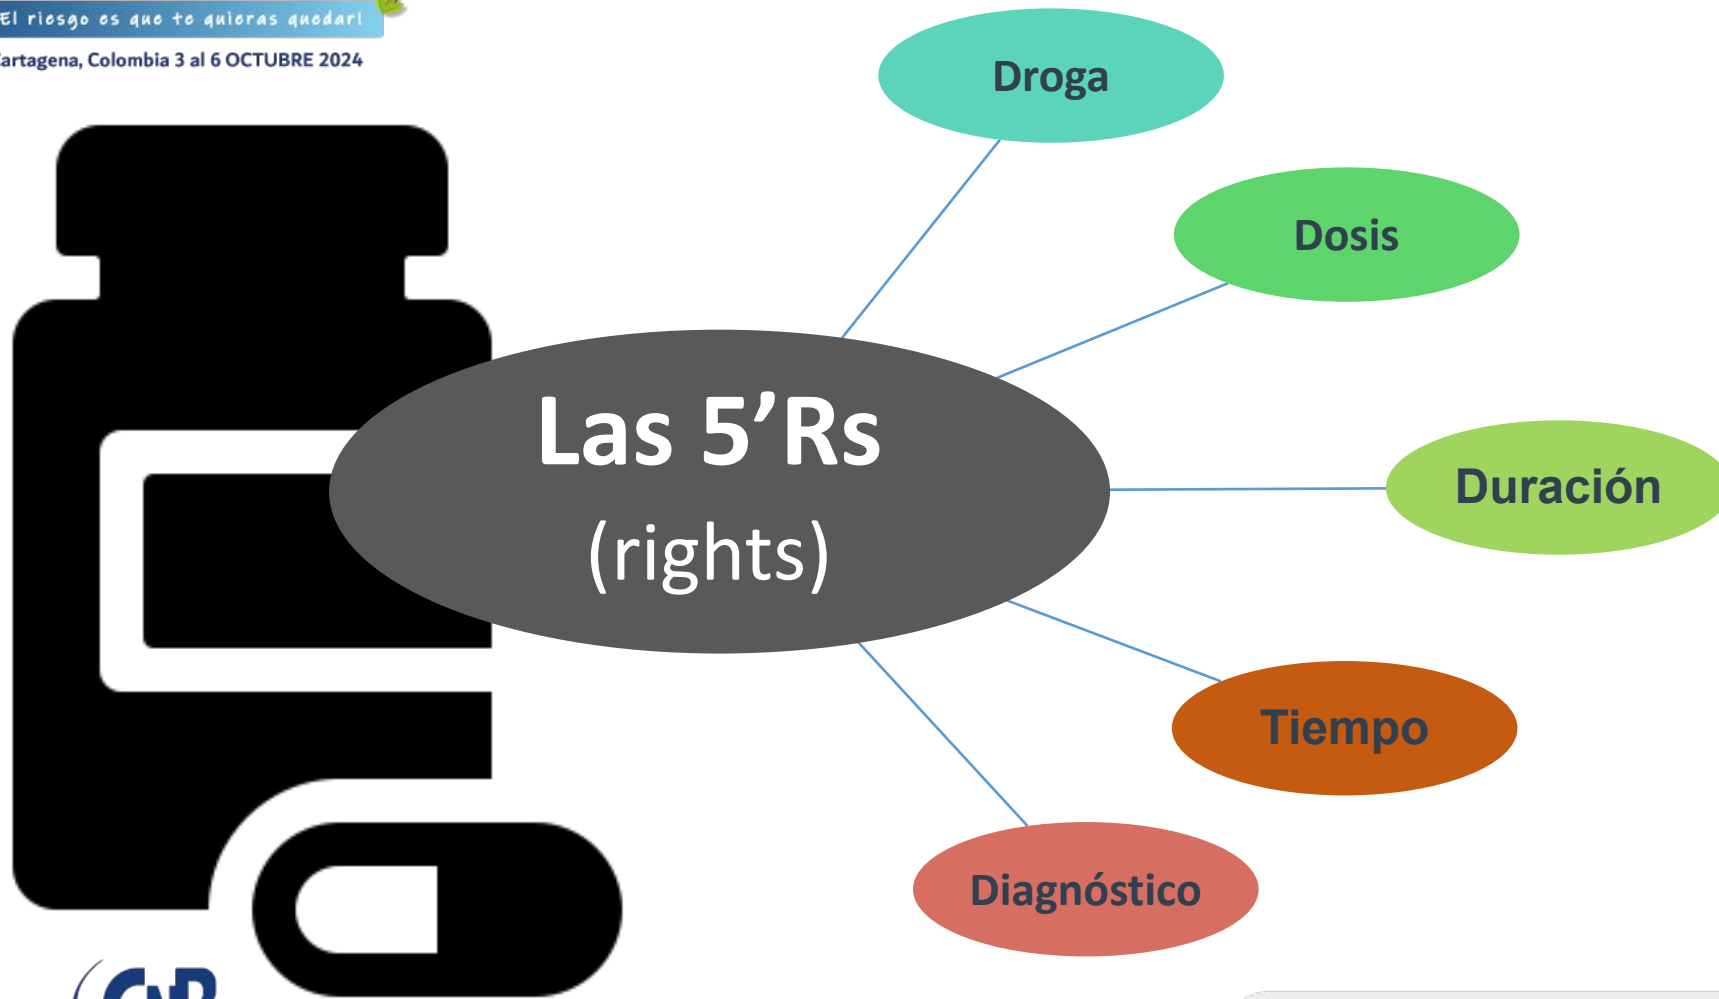 El riesgo es que te quieras quedar!
Cartagena, Colombia 3 al 6 OCTUBRE 2024
Droga
Dosis
Las 5’Rs
(rights)
Duración
Tiempo
Diagnóstico